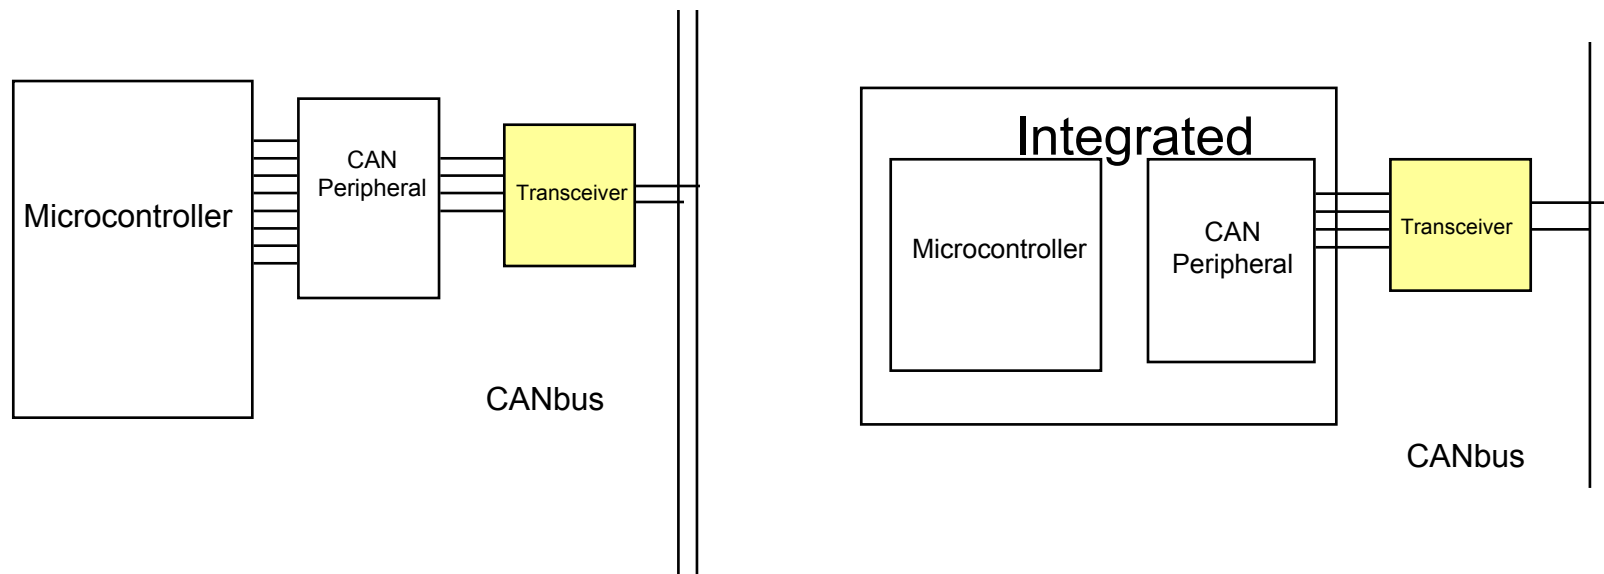 Microcontroller
CAN
Peripheral
Transceiver
CANbus
Integrated
Microcontroller
CAN
Peripheral
Transceiver
CANbus